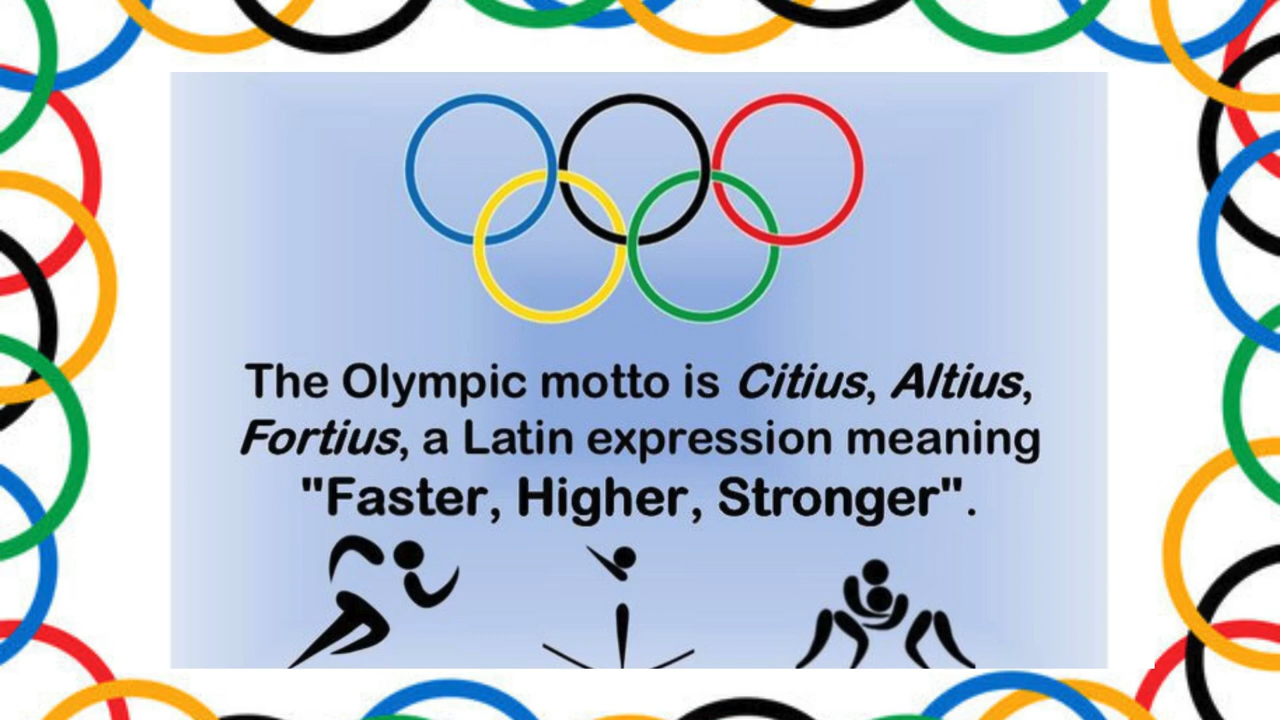 The Olympic motto is Citius, Altius,
Fortius, a Latin expression meaning
"Faster, Higher, Stronger".